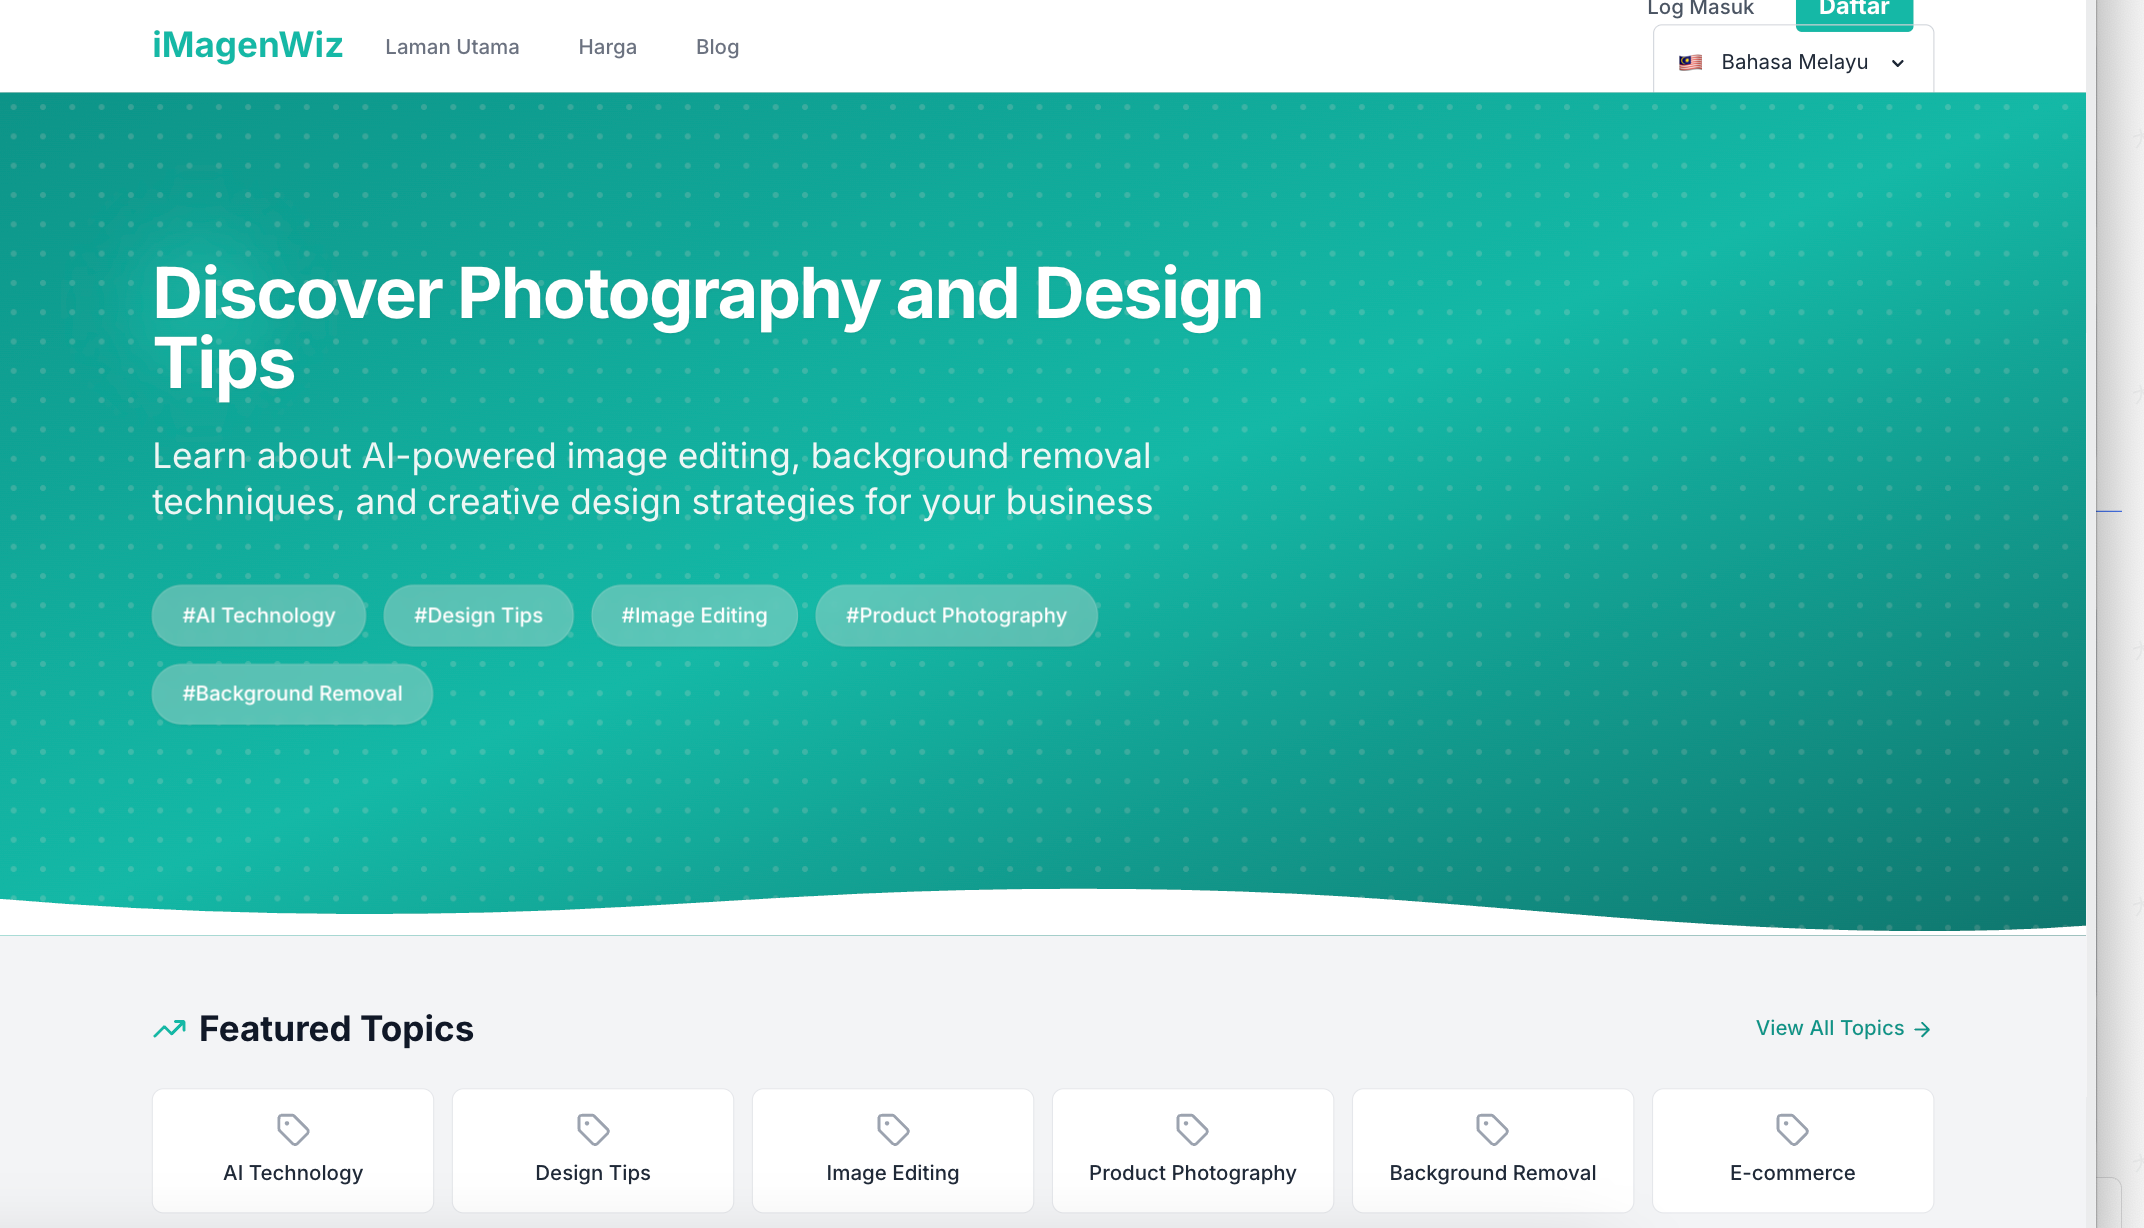 iMagenWiz
Laman Utama
Harga
Blog
Log Masuk
Daftar
Bahasa Melayu
Discover Photography and Design
Tips
Learn about AI-powered image editing, background removal
techniques, and creative design strategies for your business
#AI Technology
#Design Tips
#Image Editing
#Product Photography
#Background Removal
Featured Topics
View All Topics →
AI Technology
Design Tips
Image Editing
Product Photography
Background Removal
E-commerce